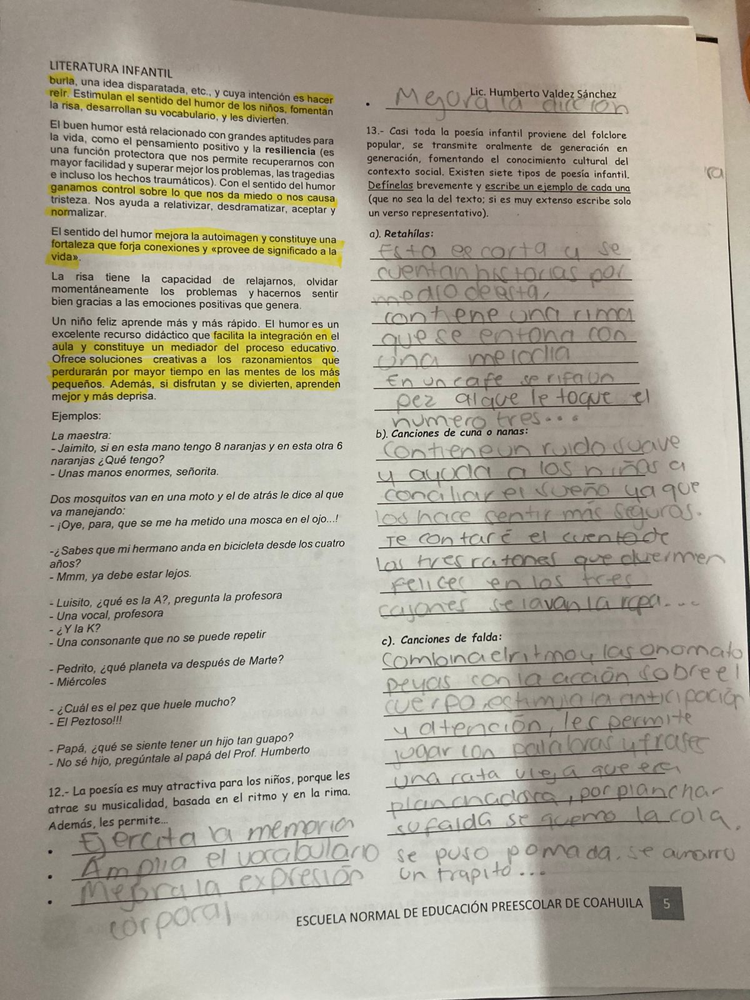 LITERATURA INFANTIL
burla, una idea disparatada, etc., y cuya intención es hacer
reír. Estimulan el sentido del humor de los niños, fomentan
la risa, desarrollan su vocabulario, y les divierten.
El buen humor está relacionado con grandes aptitudes para
la vida, como el pensamiento positivo y la resiliencia (es
una función protectora que nos permite recuperarnos con
mayor facilidad y superar mejor los problemas, las tragedias
e incluso los hechos traumáticos). Con el sentido del humor
ganamos control sobre lo que nos da miedo o nos causa
tristeza. Nos ayuda a relativizar, desdramatizar, aceptar y
normalizar.
El sentido del humor mejora la autoimagen y constituye una
fortaleza que forja conexiones y «provee de significado a la
vida».
La risa tiene la capacidad de relajarnos, olvidar
momentáneamente los problemas y hacernos sentir
bien gracias a las emociones positivas que genera.
Un niño feliz aprende más y más rápido. El humor es un
excelente recurso didáctico que facilita la integración en el
aula y constituye un mediador del proceso educativo.
Ofrece soluciones creativas a los razonamientos que
perdurarán por mayor tiempo en las mentes de los más
pequeños. Además, si disfrutan y se divierten, aprenden
mejor y más deprisa.
Ejemplos:
La maestra:
- Jaimito, si en esta mano tengo 8 naranjas y en esta otra 6
naranjas ¿Qué tengo?
- Unas manos enormes, señorita.
Dos mosquitos van en una moto y el de atrás le dice al que
va manejando:
- ¡Oye, para, que se me ha metido una mosca en el ojo...!
-¿Sabes que mi hermano anda en bicicleta desde los cuatro
años?
- Mmm, ya debe estar lejos.
- Luisito, ¿qué es la A?, pregunta la profesora
- Una vocal, profesora
- ¿Y la K?
- Una consonante que no se puede repetir
- Pedrito, ¿qué planeta va después de Marte?
- Miércoles
- ¿Cuál es el pez que huele mucho?
- El Peztoso!!!
- Papá, ¿qué se siente tener un hijo tan guapo?
- No sé hijo, pregúntale al papá del Prof. Humberto
12.- La poesía es muy atractiva para los niños, porque les
atrae su musicalidad, basada en el ritmo y en la rima.
Además, les permite...
• Ejercita la memoria
• Amplia el vocabulario
• Mejora la expresión
corporal
Lic. Humberto Valdez Sánchez
• Mejora la dicción
13.- Casi toda la poesía infantil proviene del folclore
popular, se transmite oralmente de generación en
generación, fomentando el conocimiento cultural del
contexto social. Existen siete tipos de poesía infantil.
Defínelas brevemente y escribe un ejemplo de cada una
(que no sea la del texto; si es muy extenso escribe solo
un verso representativo).
a). Retahílas:
Esta es corta y se
cuentan historias por
medio de esta,
contiene una rima
que se entona con
una melodia
En un cafe se rifa un
pez al que le toque el
numero tres...
b). Canciones de cuna o nanas:
Contiene un ruido suave
y ayuda a los niñas a
conciliar el sueño ya que
los hace sentir más seguros.
Te contaré el cuento de
las tres ratones que duermen
felices en los tres
cajones se lavan la ropa...
c). Canciones de falda:
Combina el ritmo y las onomato
peyas con la acción sobre el
cuerpo, estimula la anticipación
y atención, les permite
jugar con palabras y frases
una rata vieja que era
planchadora, por planchar
su falda se quemo la cola.
se puso pomada, se amarro
un trapito...
ESCUELA NORMAL DE EDUCACIÓN PREESCOLAR DE COAHUILA 5
ra